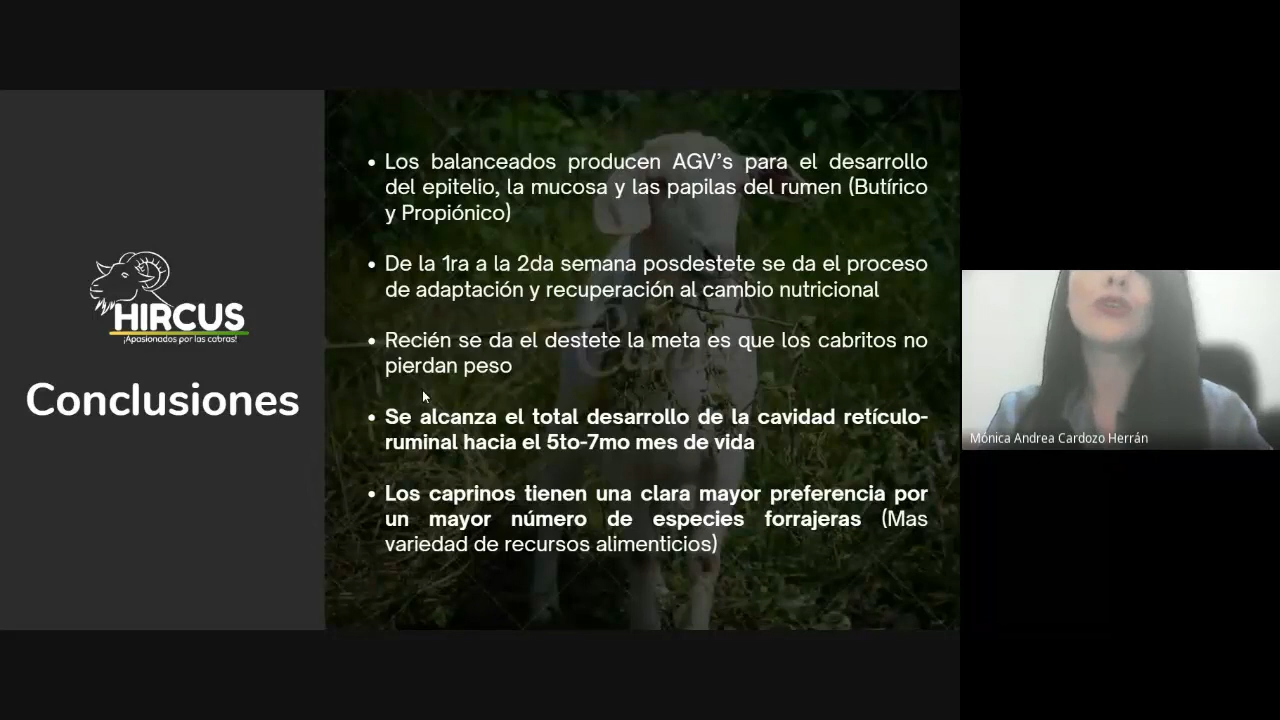 HIRCUS
¡Apasionados por las cabras!
Conclusiones
• Los balanceados producen AGV’s para el desarrollo
del epitelio, la mucosa y las papilas del rumen (Butírico
y Propiónico)
• De la 1ra a la 2da semana posdestete se da el proceso
de adaptación y recuperación al cambio nutricional
• Recién se da el destete la meta es que los cabritos no
pierdan peso
• Se alcanza el total desarrollo de la cavidad retículo-
ruminal hacia el 5to-7mo mes de vida
• Los caprinos tienen una clara mayor preferencia por
un mayor número de especies forrajeras (Mas
variedad de recursos alimenticios)
Mónica Andrea Cardozo Herrán